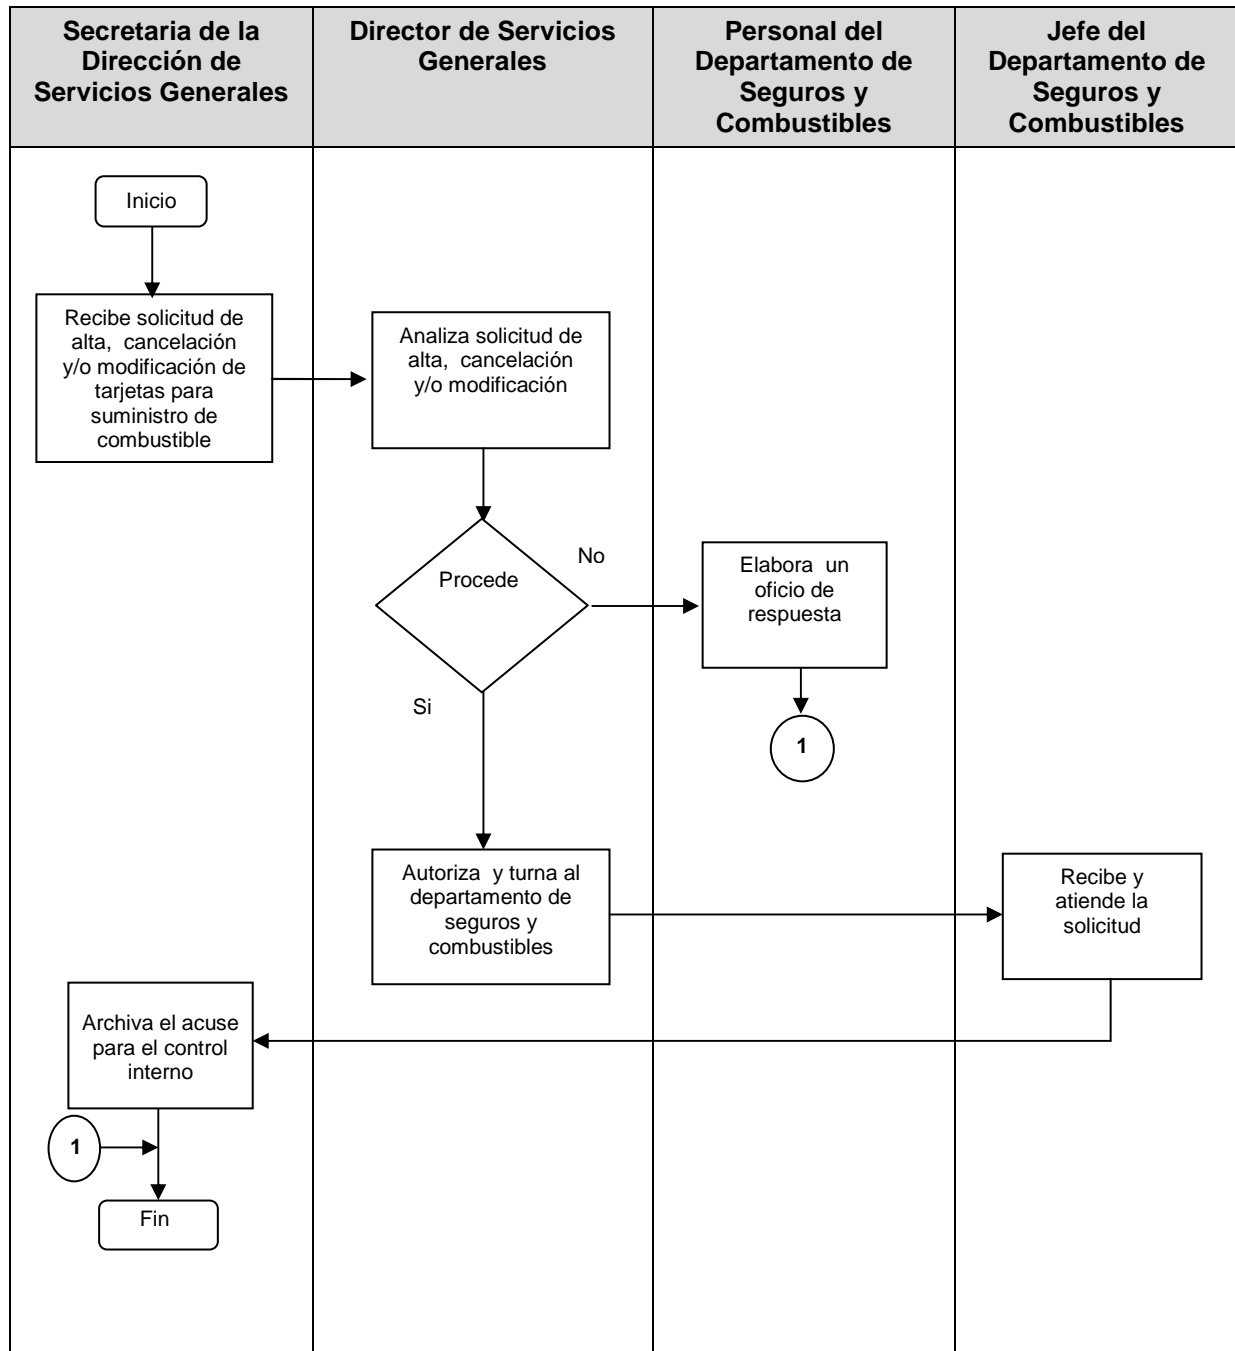 Secretaria de la
Dirección de
Servicios Generales
Director de Servicios
Generales
Personal del
Departamento de
Seguros y
Combustibles
Jefe del
Departamento de
Seguros y
Combustibles
Inicio
Recibe solicitud de
alta, cancelación
y/o modificación de
tarjetas para
suministro de
combustible
Analiza solicitud de
alta, cancelación
y/o modificación
Procede
No
Elabora un
oficio de
respuesta
Si
1
Autoriza y turna al
departamento de
seguros y
combustibles
Recibe y
atiende la
solicitud
Archiva el acuse
para el control
interno
1
Fin